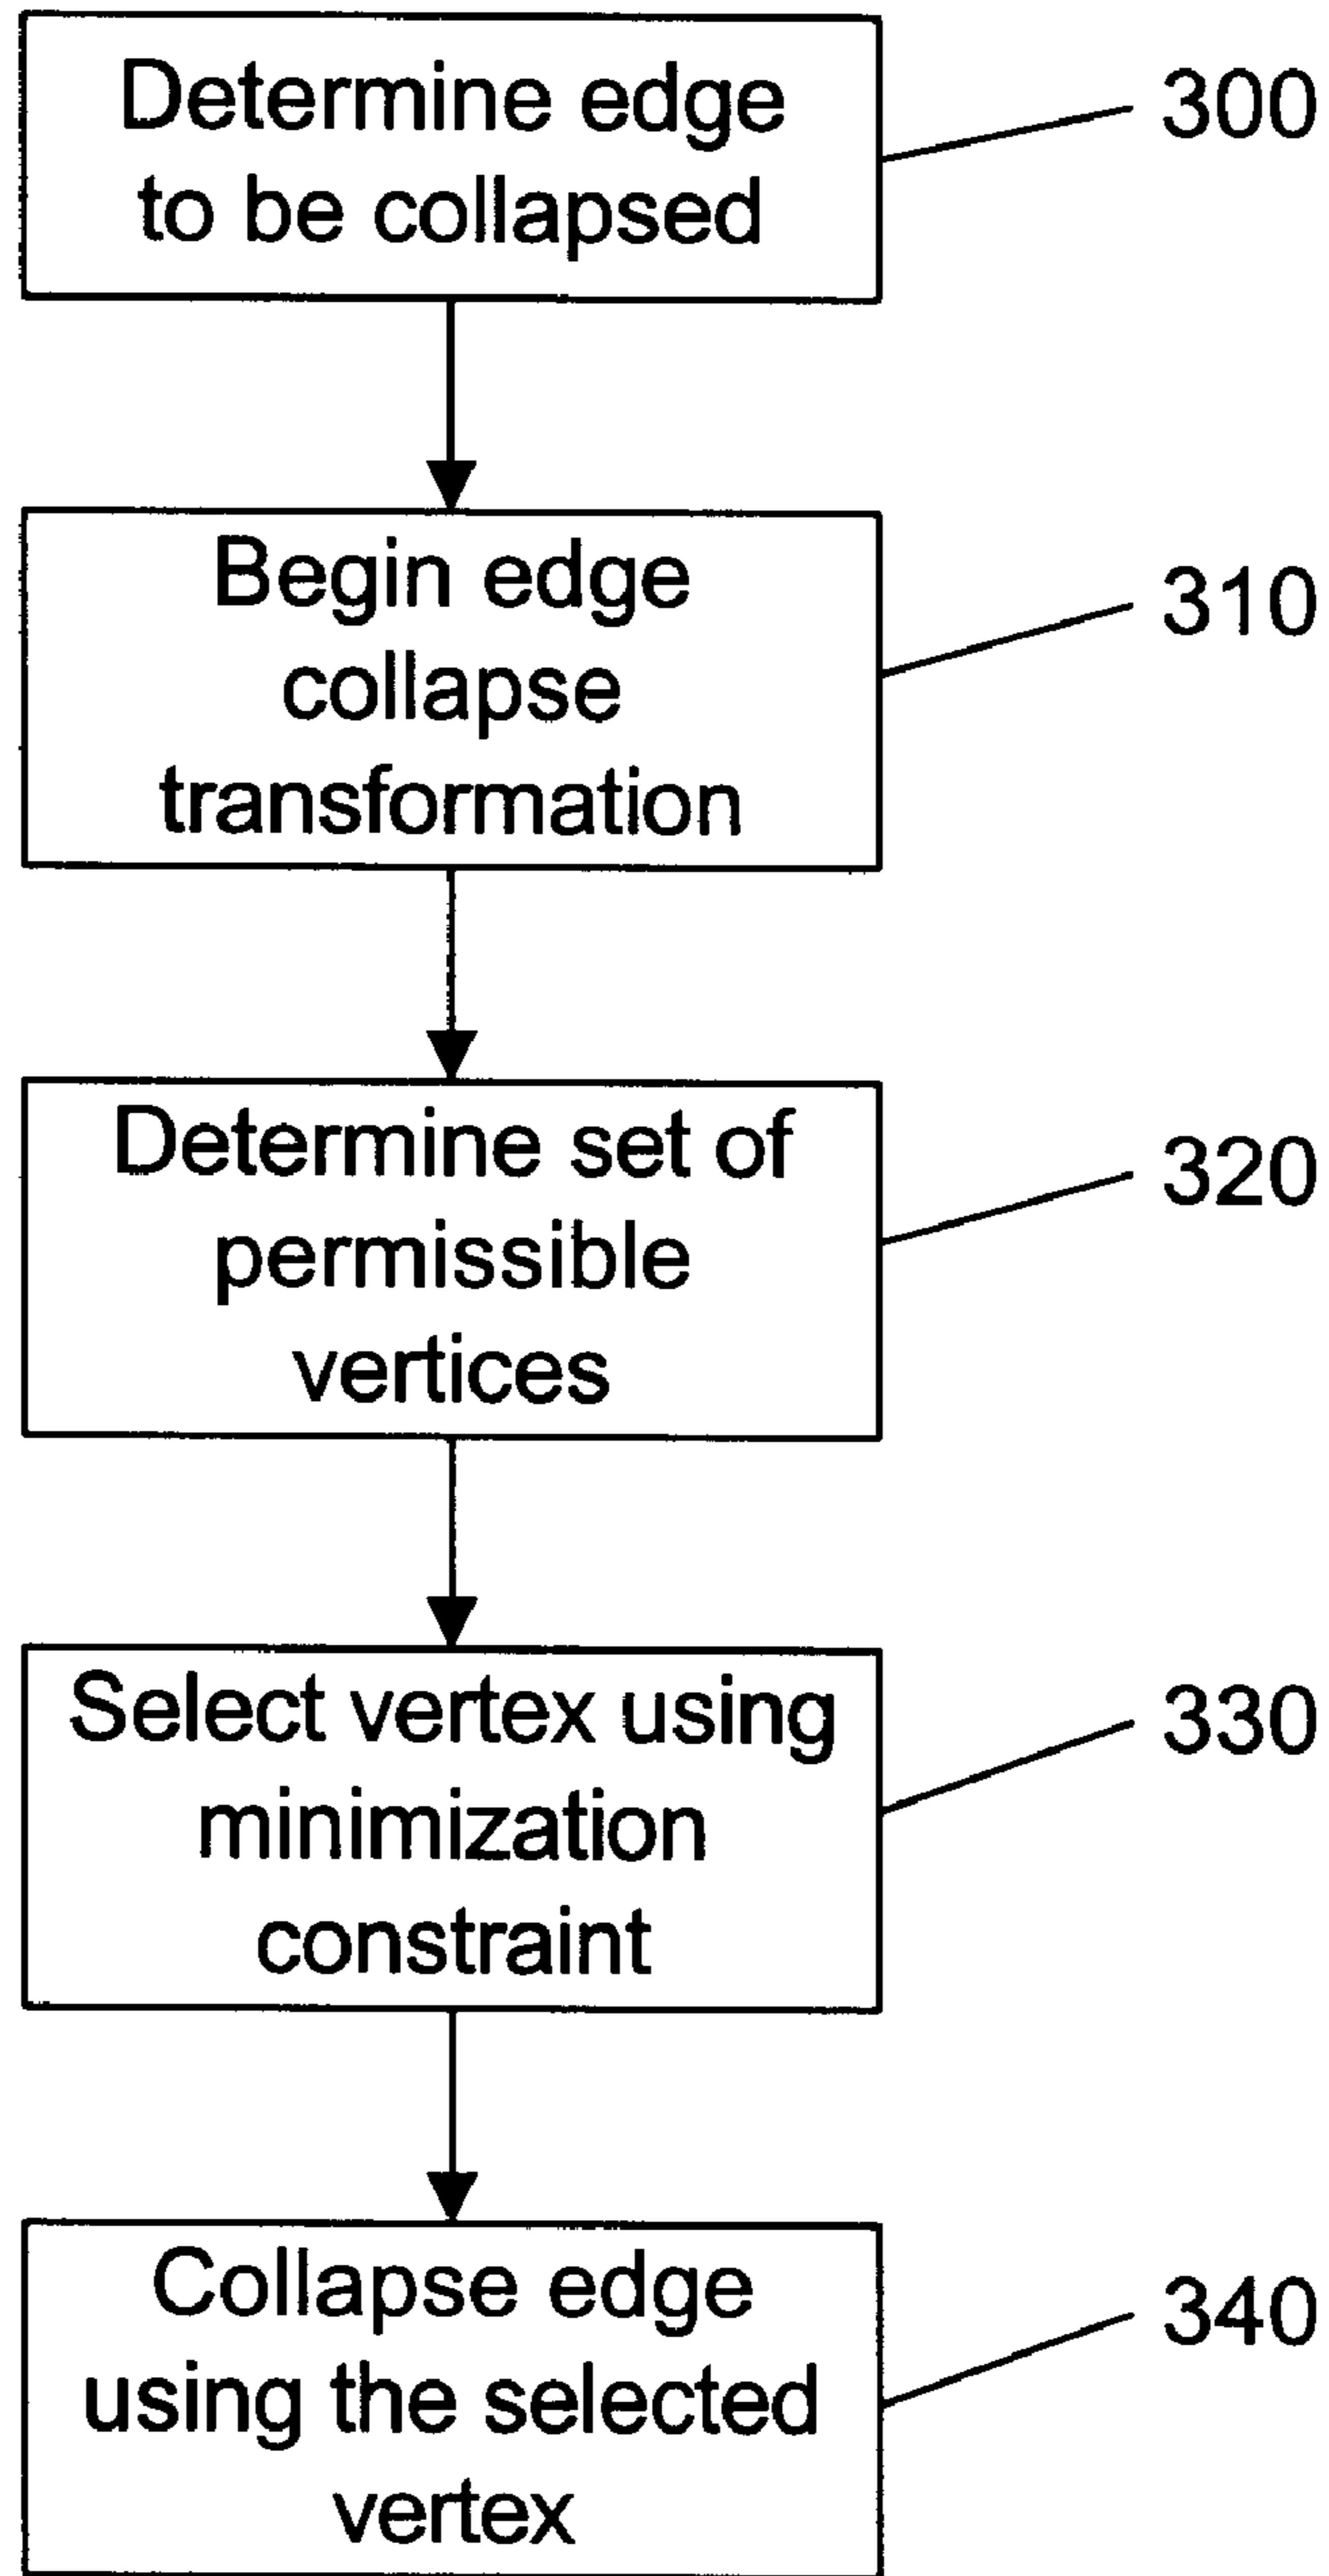 Determine edge
to be collapsed
300
Begin edge
collapse
transformation
310
Determine set of
permissible
vertices
320
Select vertex using
minimization
constraint
330
Collapse edge
using the selected
vertex
340